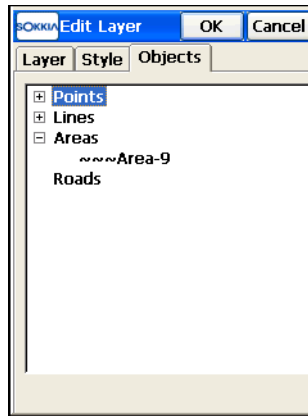 SOKKIA Edit Layer OK Cancel
Layer Style Objects
Points
Lines
Areas
~~~Area-9
Roads